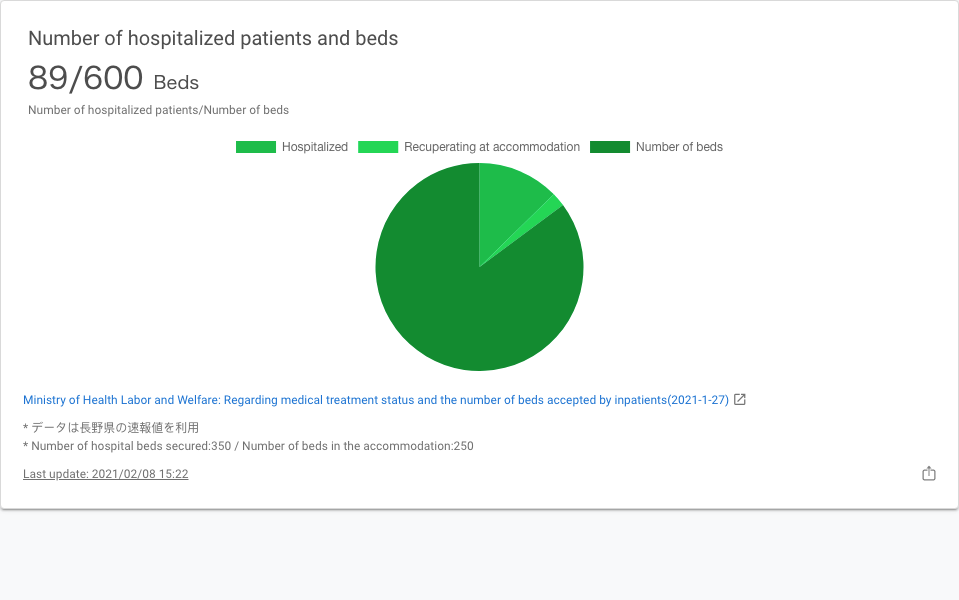 Number of hospitalized patients and beds
89/600 Beds
Number of hospitalized patients/Number of beds
Hospitalized Recuperating at accommodation Number of beds
Ministry of Health Labor and Welfare: Regarding medical treatment status and the number of beds accepted by inpatients(2021-1-27)
* データは長野県の速報値を利用
* Number of hospital beds secured:350 / Number of beds in the accommodation:250
Last update: 2021/02/08 15:22